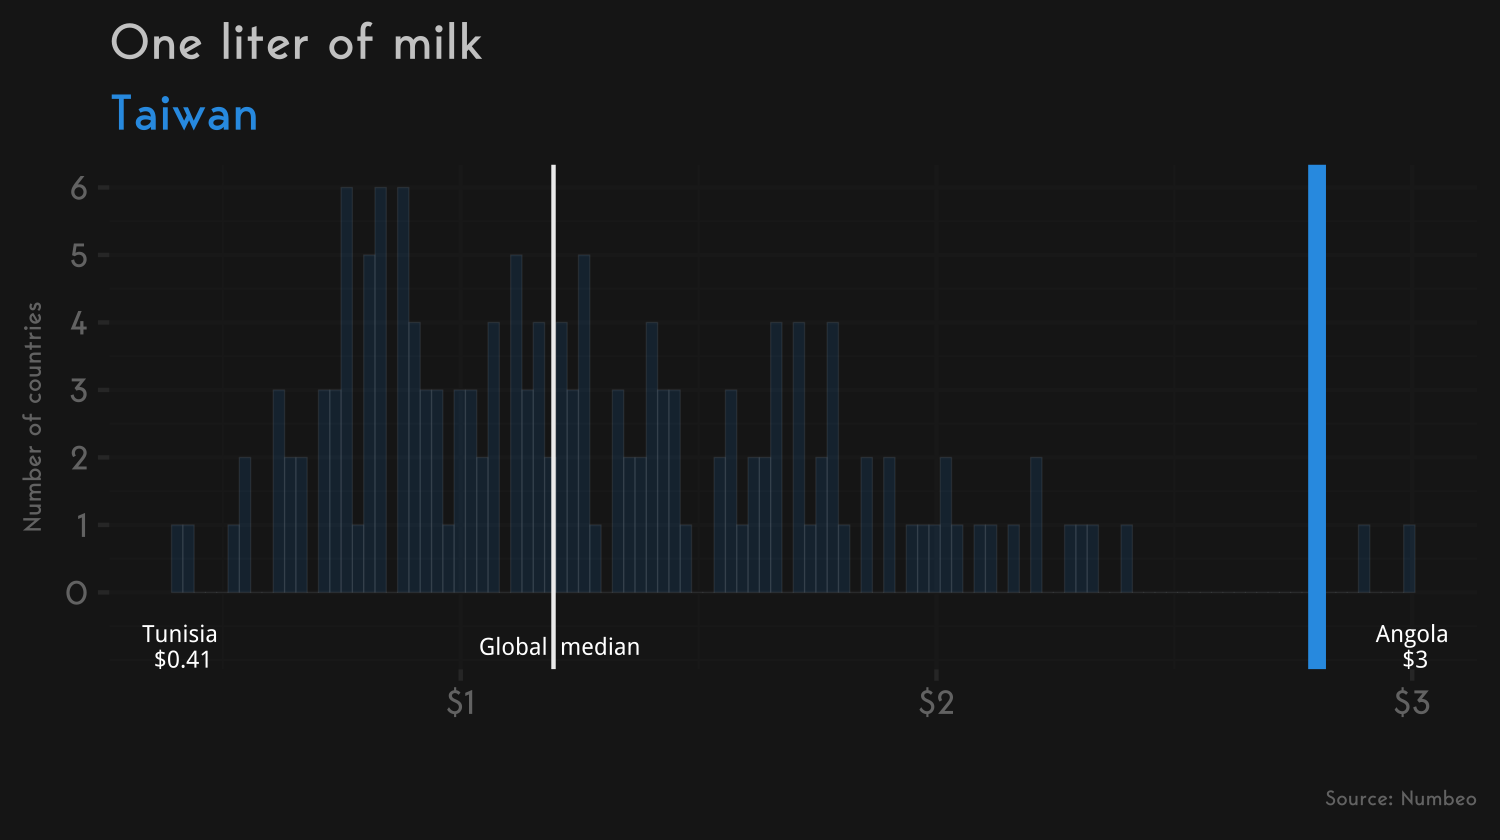 One liter of milk
Taiwan
Number of countries
6
5
4
3
2
1
0
Tunisia
$0.41
Global median
Angola
$3
$1
$2
$3
Source: Numbeo